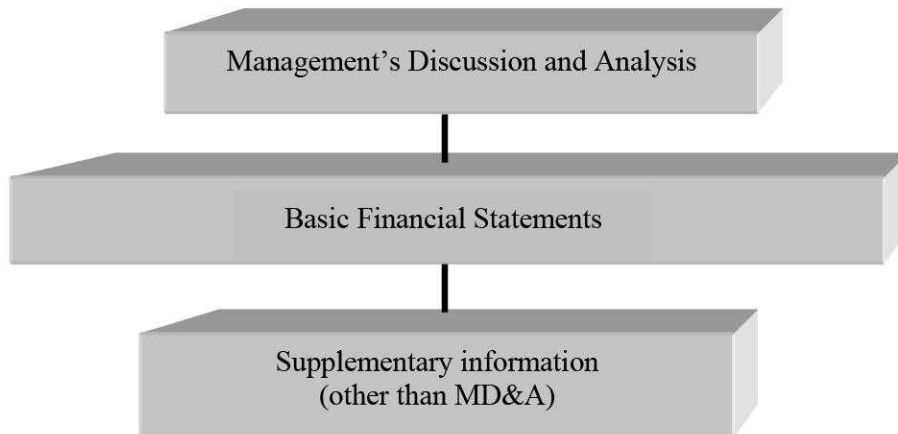 Management’s Discussion and Analysis
Basic Financial Statements
Supplementary information
(other than MD&A)